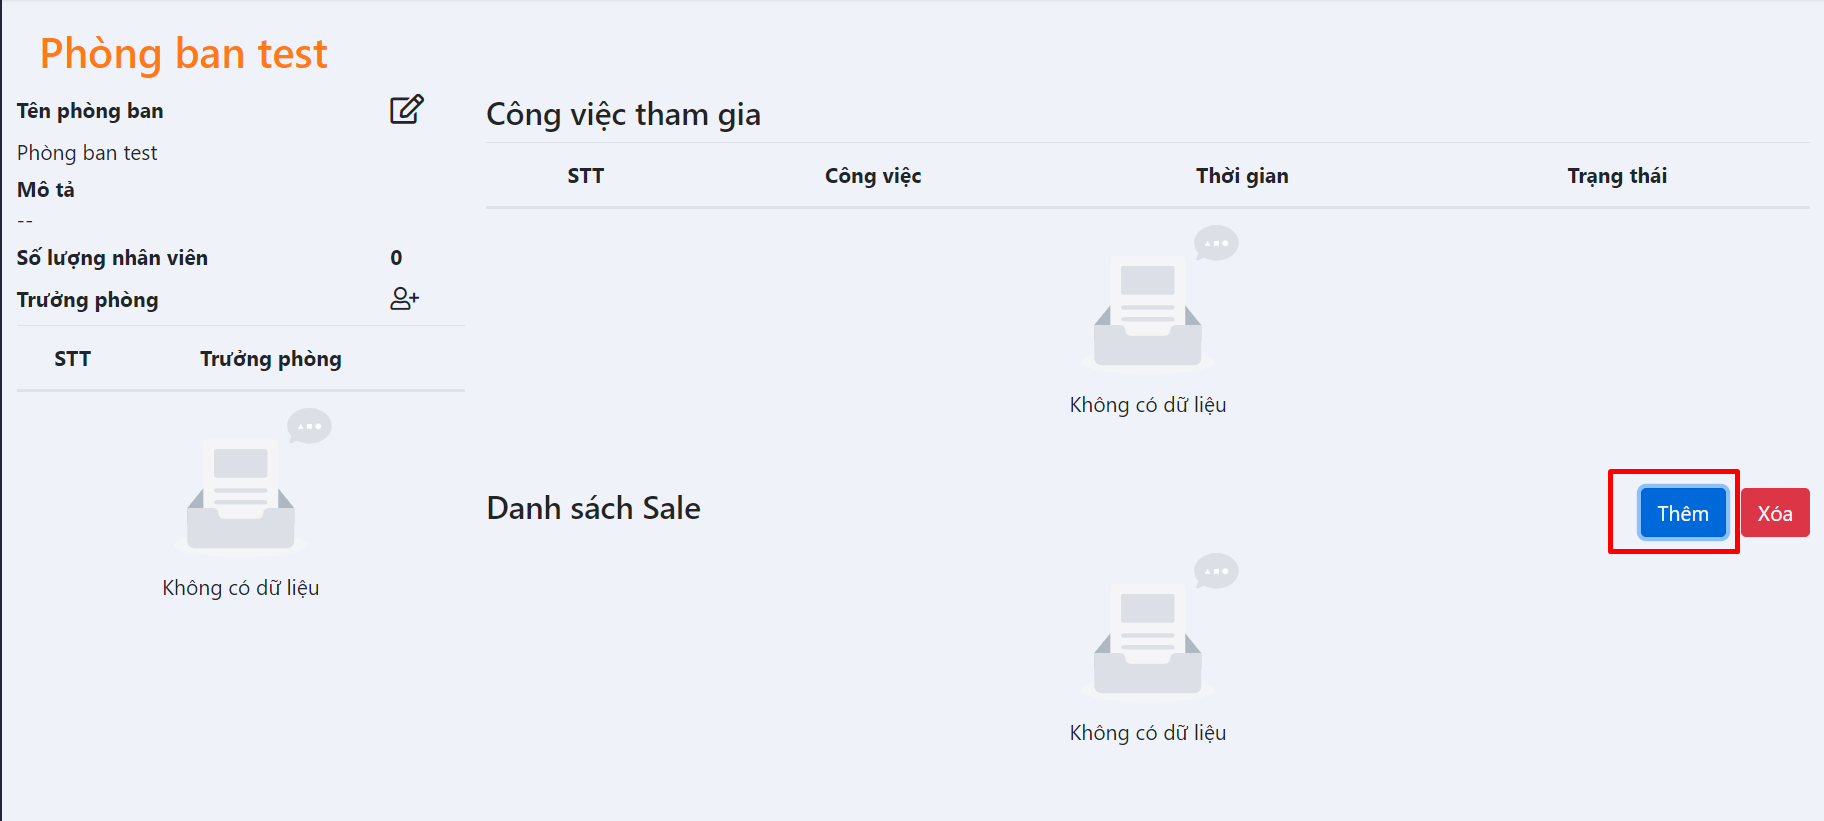 Phòng ban test
Tên phòng ban
Phòng ban test
Mô tả
--
Số lượng nhân viên 0
Trưởng phòng
STT Trưởng phòng
Không có dữ liệu
Công việc tham gia
STT Công việc Thời gian Trạng thái
Không có dữ liệu
Danh sách Sale Thêm Xóa
Không có dữ liệu